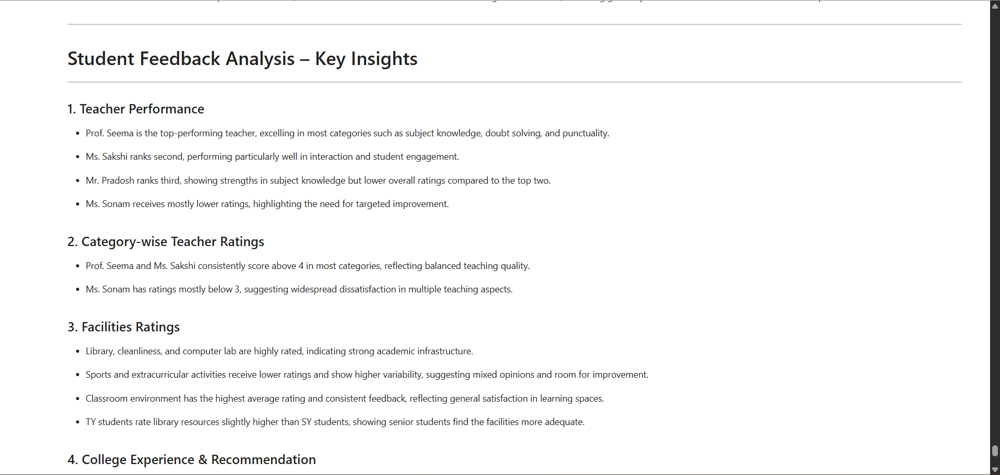 Student Feedback Analysis – Key Insights
1. Teacher Performance
• Prof. Seema is the top-performing teacher, excelling in most categories such as subject knowledge, doubt solving, and punctuality.
• Ms. Sakshi ranks second, performing particularly well in interaction and student engagement.
• Mr. Pradosh ranks third, showing strengths in subject knowledge but lower overall ratings compared to the top two.
• Ms. Sonam receives mostly lower ratings, highlighting the need for targeted improvement.
2. Category-wise Teacher Ratings
• Prof. Seema and Ms. Sakshi consistently score above 4 in most categories, reflecting balanced teaching quality.
• Ms. Sonam has ratings mostly below 3, suggesting widespread dissatisfaction in multiple teaching aspects.
3. Facilities Ratings
• Library, cleanliness, and computer lab are highly rated, indicating strong academic infrastructure.
• Sports and extracurricular activities receive lower ratings and show higher variability, suggesting mixed opinions and room for improvement.
• Classroom environment has the highest average rating and consistent feedback, reflecting general satisfaction in learning spaces.
• TY students rate library resources slightly higher than SY students, showing senior students find the facilities more adequate.
4. College Experience & Recommendation